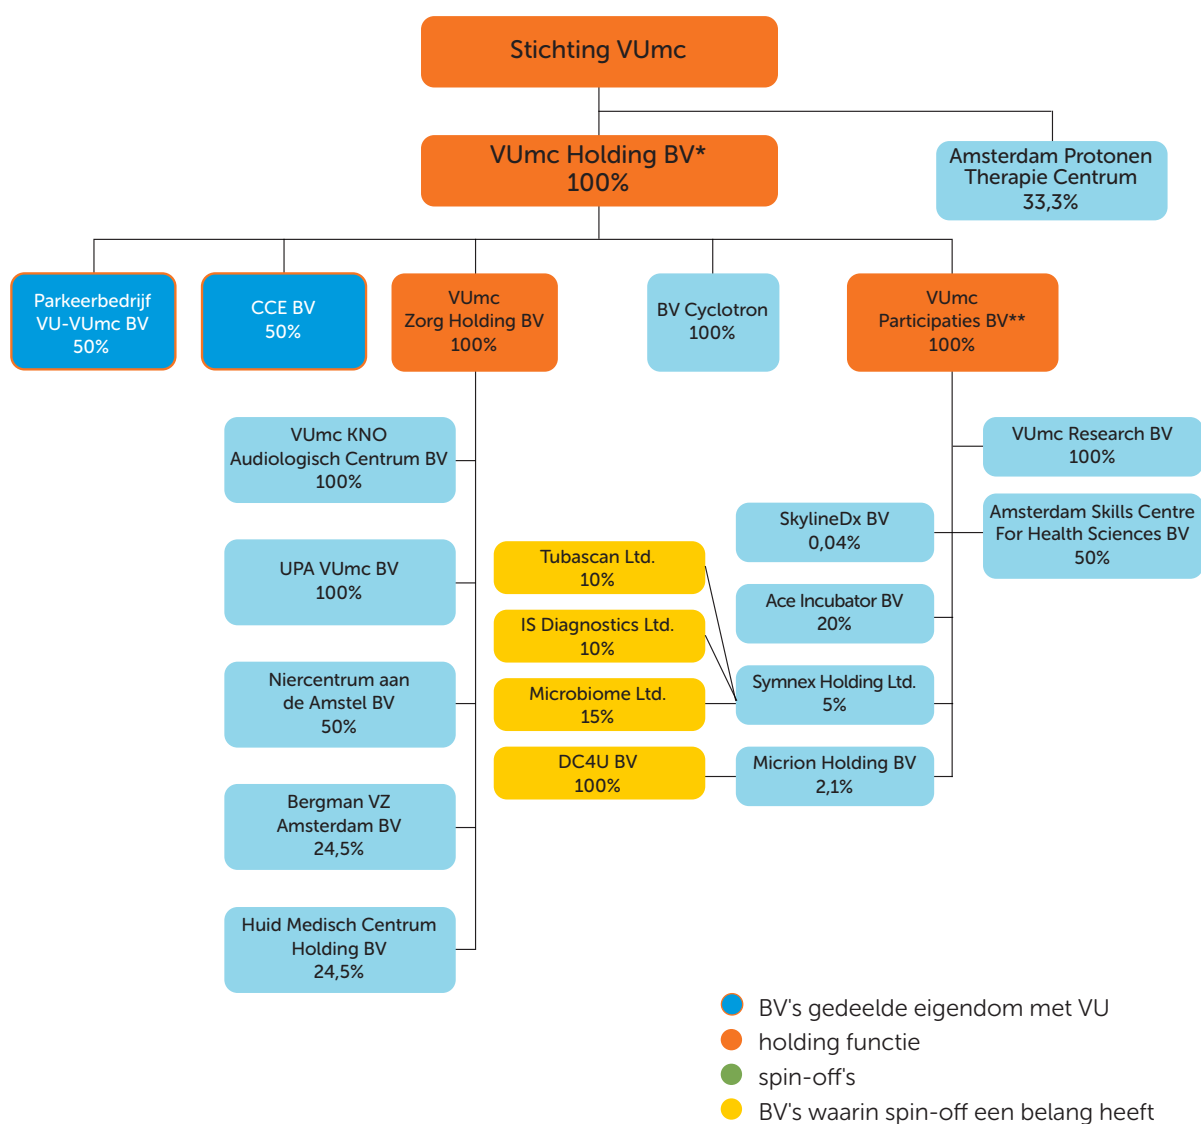 Stichting VUmc
VUmc Holding BV*
100%
Amsterdam Protonen
Therapie Centrum
33,3%
Parkeerbedrijf
VU-VUmc BV
50%
CCE BV
50%
VUmc
Zorg Holding BV
100%
BV Cyclotron
100%
VUmc
Participaties BV**
100%
VUmc KNO
Audiologisch Centrum BV
100%
UPA VUmc BV
100%
Niercentrum aan
de Amstel BV
50%
Bergman VZ
Amsterdam BV
24,5%
Huid Medisch Centrum
Holding BV
24,5%
Tubascan Ltd.
10%
IS Diagnostics Ltd.
10%
Microbiome Ltd.
15%
DC4U BV
100%
SkylineDx BV
0,04%
Ace Incubator BV
20%
Symnex Holding Ltd.
5%
Micrion Holding BV
2,1%
VUmc Research BV
100%
Amsterdam Skills Centre
For Health Sciences BV
50%
BV's gedeelde eigendom met VU
holding functie
spin-off's
BV's waarin spin-off een belang heeft